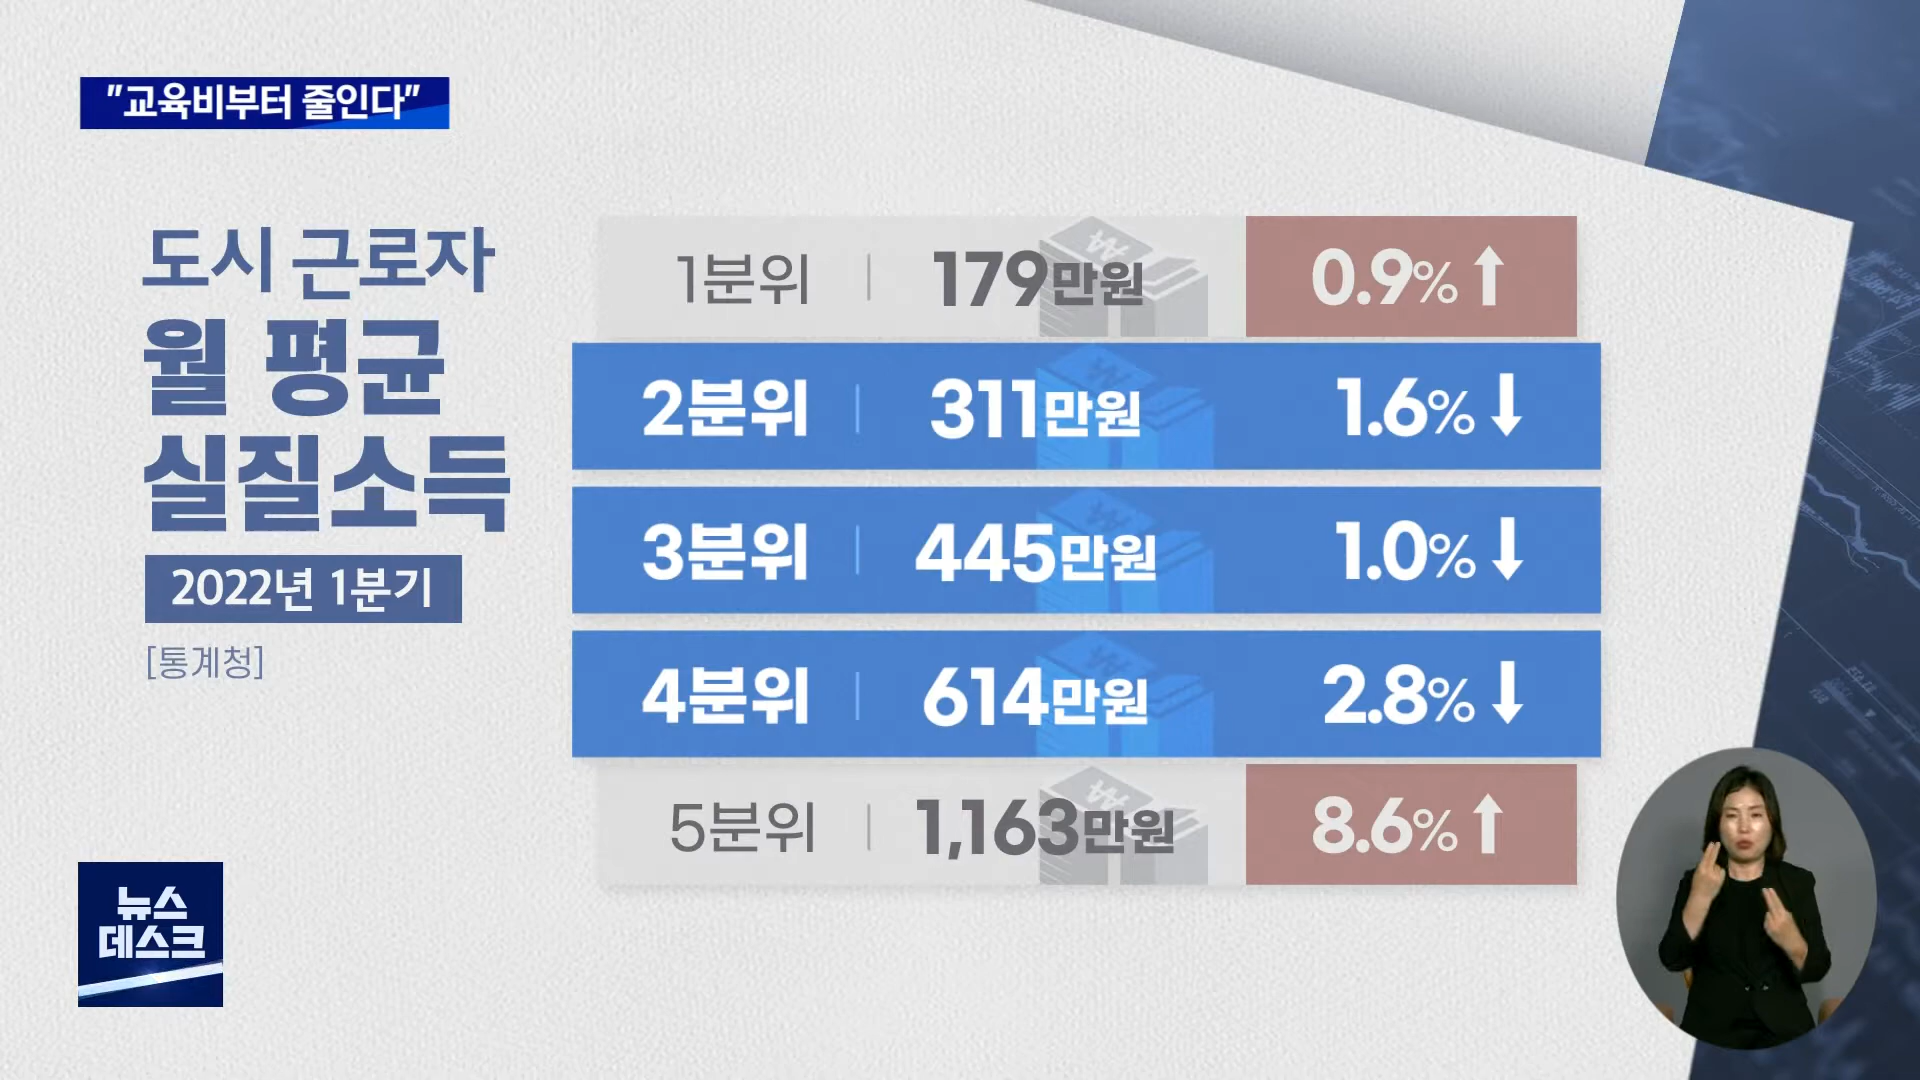 "교육비부터 줄인다"
도시 근로자
월 평균
실질소득
2022년 1분기
[통계청]
1분위 179만원 0.9% ↑
2분위 311만원 1.6% ↓
3분위 445만원 1.0% ↓
4분위 614만원 2.8% ↓
5분위 1,163만원 8.6% ↑
뉴스
데스크